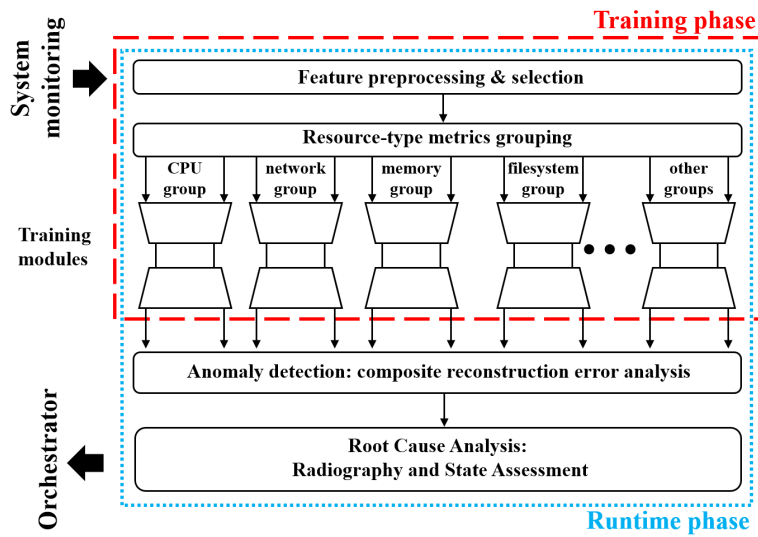 Training phase
System
monitoring
Feature preprocessing & selection
Resource-type metrics grouping
CPU
group
network
group
memory
group
filesystem
group
other
groups
Training
modules
Anomaly detection: composite reconstruction error analysis
Orchestrator
Root Cause Analysis:
Radiography and State Assessment
Runtime phase